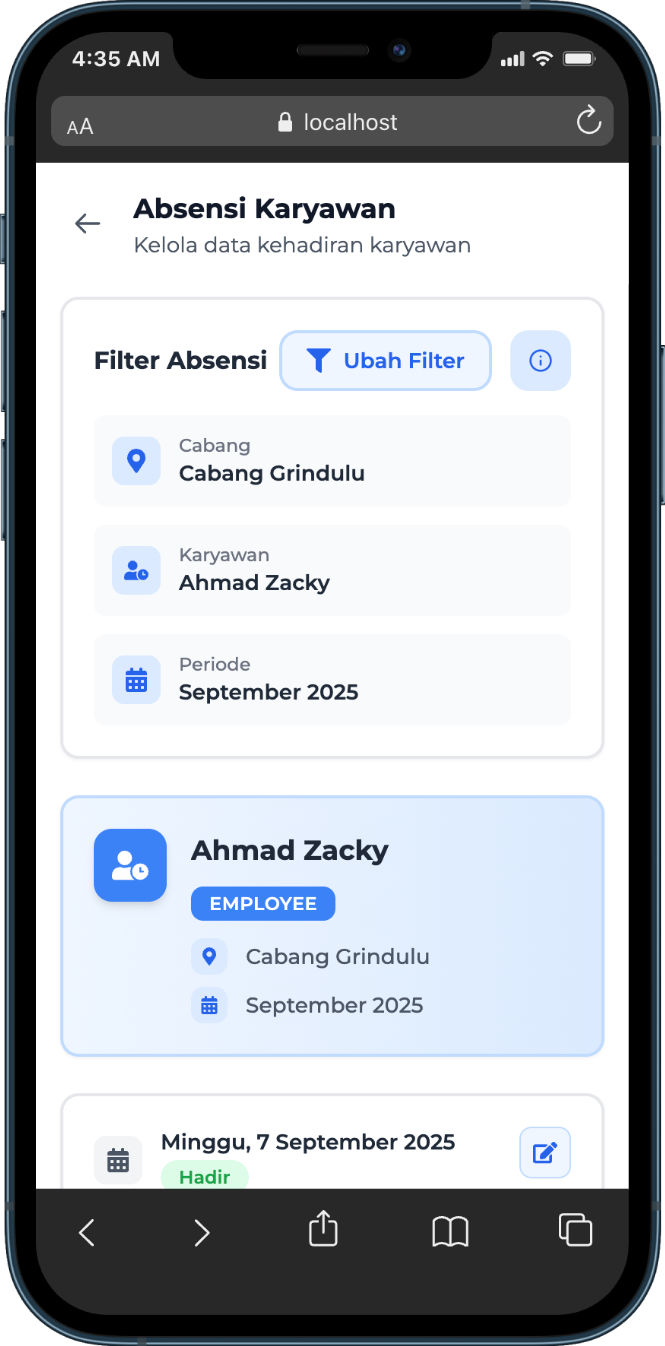 4:35 AM
AA
localhost
Absensi Karyawan
Kelola data kehadiran karyawan
Filter Absensi
Ubah Filter
Cabang
Cabang Grindulu
Karyawan
Ahmad Zacky
Periode
September 2025
Ahmad Zacky
EMPLOYEE
Cabang Grindulu
September 2025
Minggu, 7 September 2025
Hadir